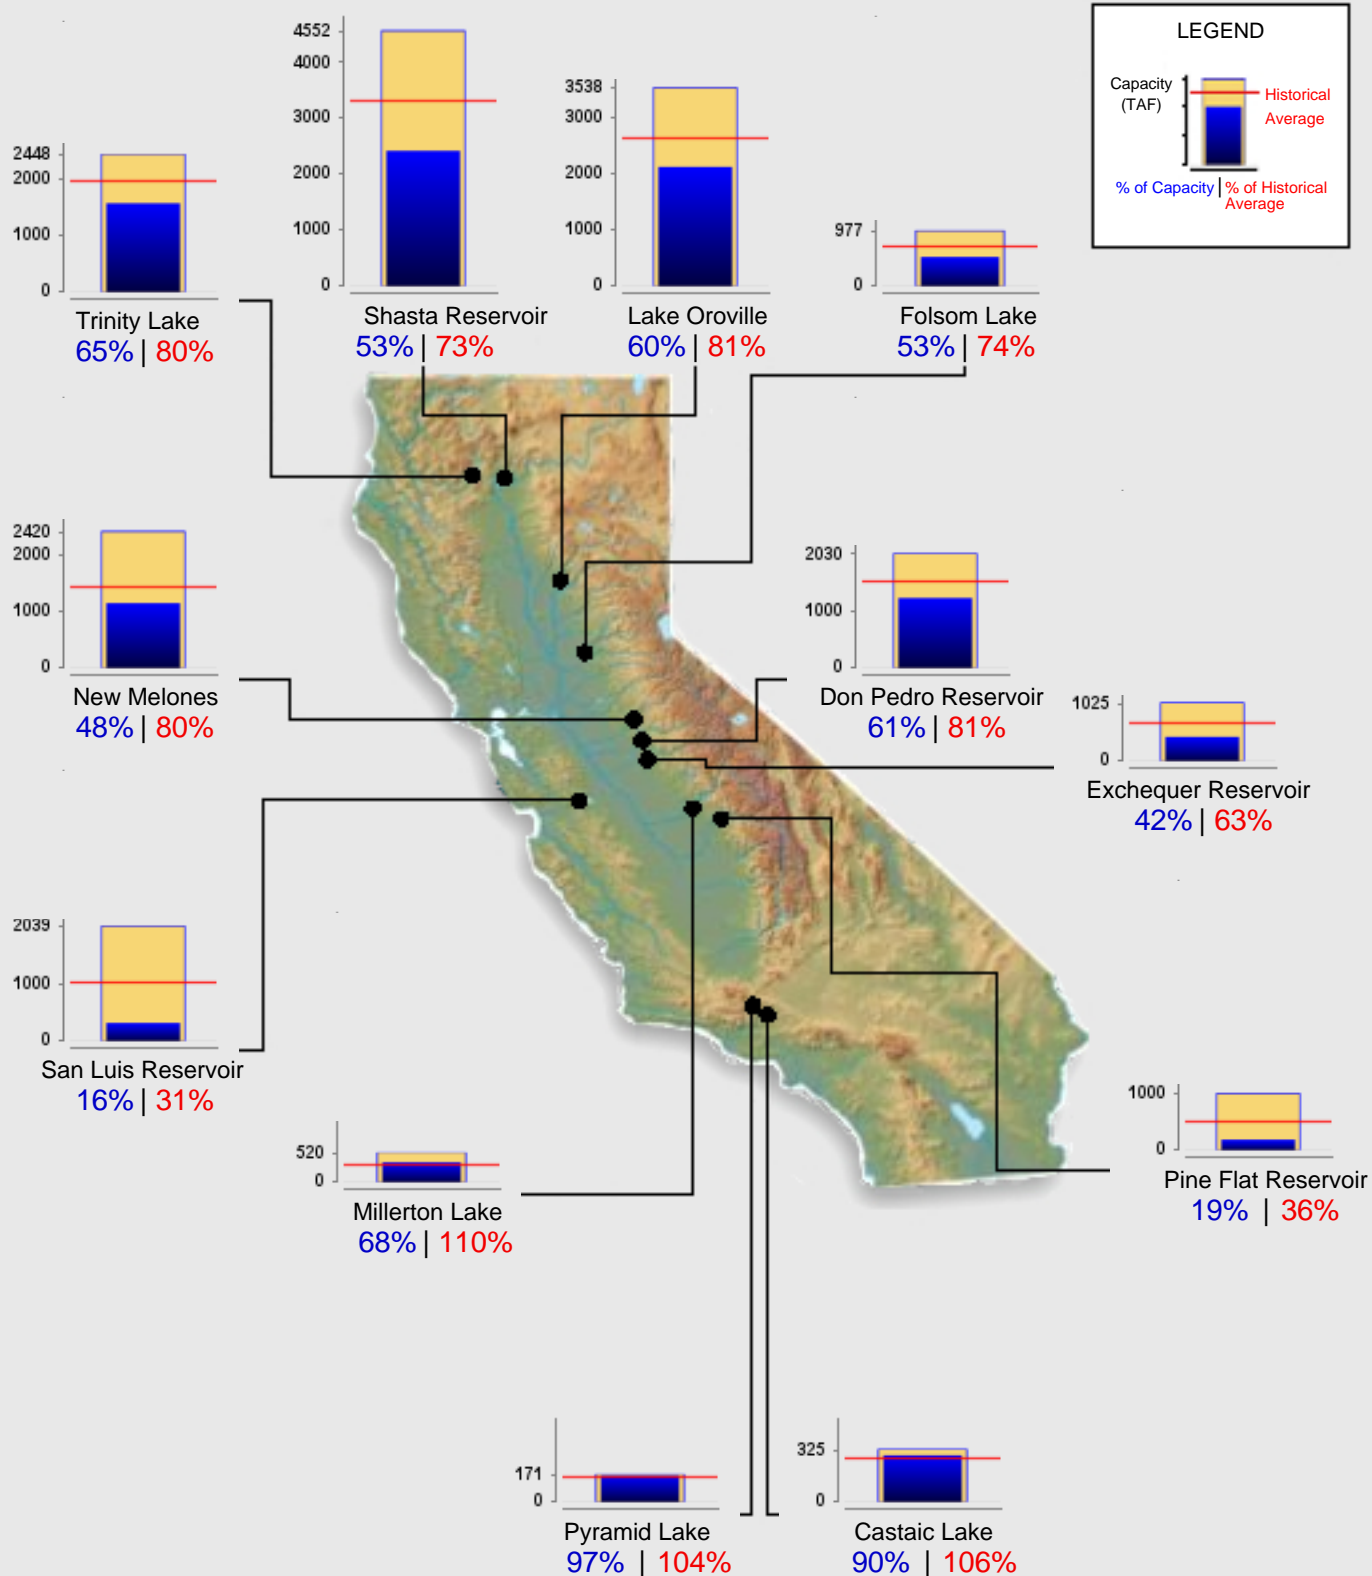 LEGEND
Capacity
(TAF)
Historical
Average
% of Capacity | % of Historical
Average
4552
4000
3000
2000
1000
0
Shasta Reservoir
53% | 73%
3538
3000
2000
1000
0
Lake Oroville
60% | 81%
2448
2000
1000
0
Trinity Lake
65% | 80%
977
0
Folsom Lake
53% | 74%
2420
2000
1000
0
New Melones
48% | 80%
2030
1000
0
Don Pedro Reservoir
61% | 81%
1025
0
Exchequer Reservoir
42% | 63%
2039
1000
0
San Luis Reservoir
16% | 31%
520
0
Millerton Lake
68% | 110%
1000
0
Pine Flat Reservoir
19% | 36%
171
0
Pyramid Lake
97% | 104%
325
0
Castaic Lake
90% | 106%